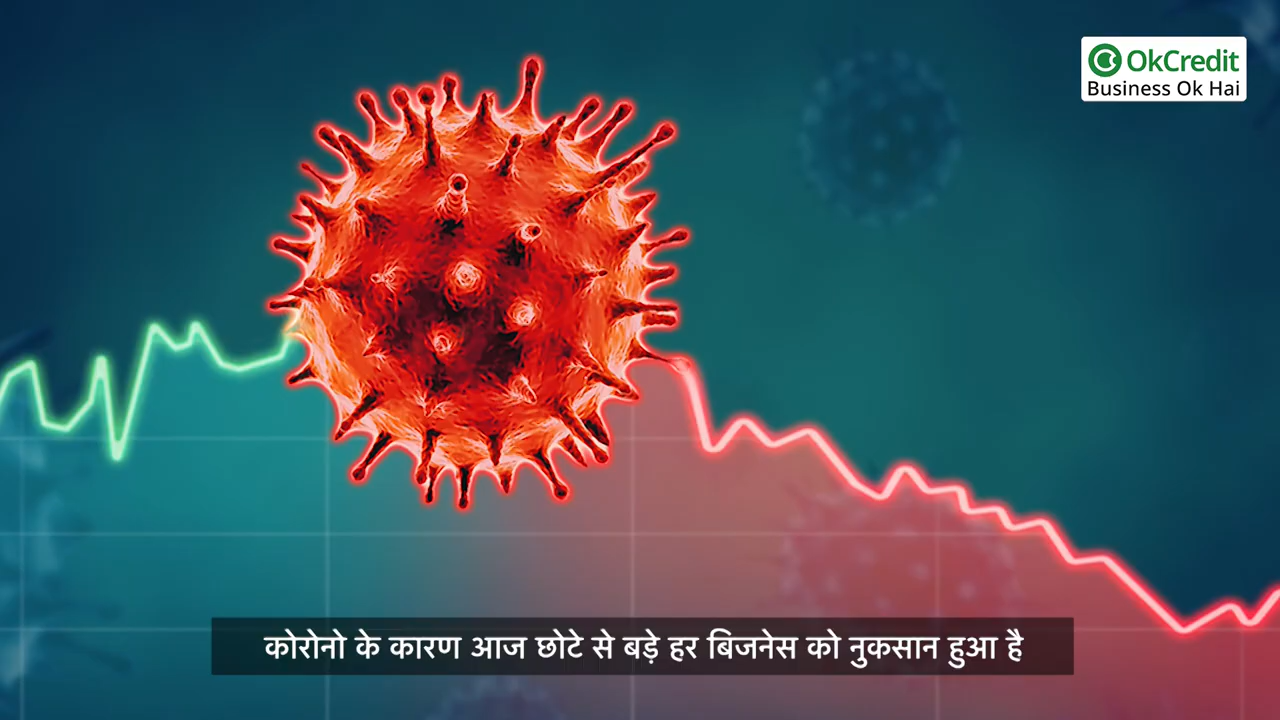 OkCredit
Business Ok Hai
कोरोनो के कारण आज छोटे से बड़े हर बिजनेस को नुकसान हुआ है